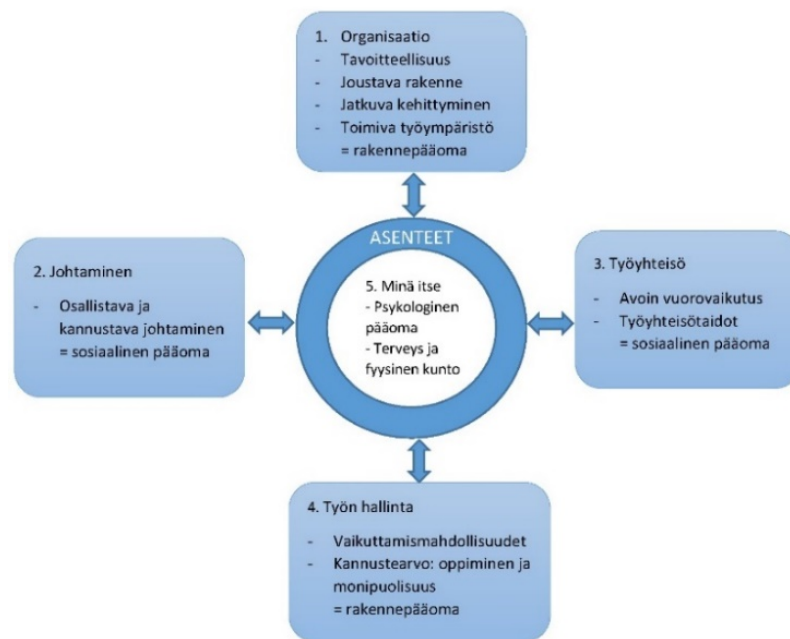 1. Organisaatio
- Tavoitteellisuus
- Joustava rakenne
- Jatkuva kehittyminen
- Toimiva työympäristö
= rakennepääoma
ASENTEET
2. Johtaminen
- Osallistava ja
kannustava johtaminen
= sosiaalinen pääoma
5. Minä itse
- Psykologinen
pääoma
- Terveys ja
fyysinen kunto
3. Työyhteisö
- Avoin vuorovaikutus
- Työyhteisötaidot
= sosiaalinen pääoma
4. Työn hallinta
- Vaikuttamismahdollisuudet
- Kannustearvo: oppiminen ja
monipuolisuus
= rakennepääoma